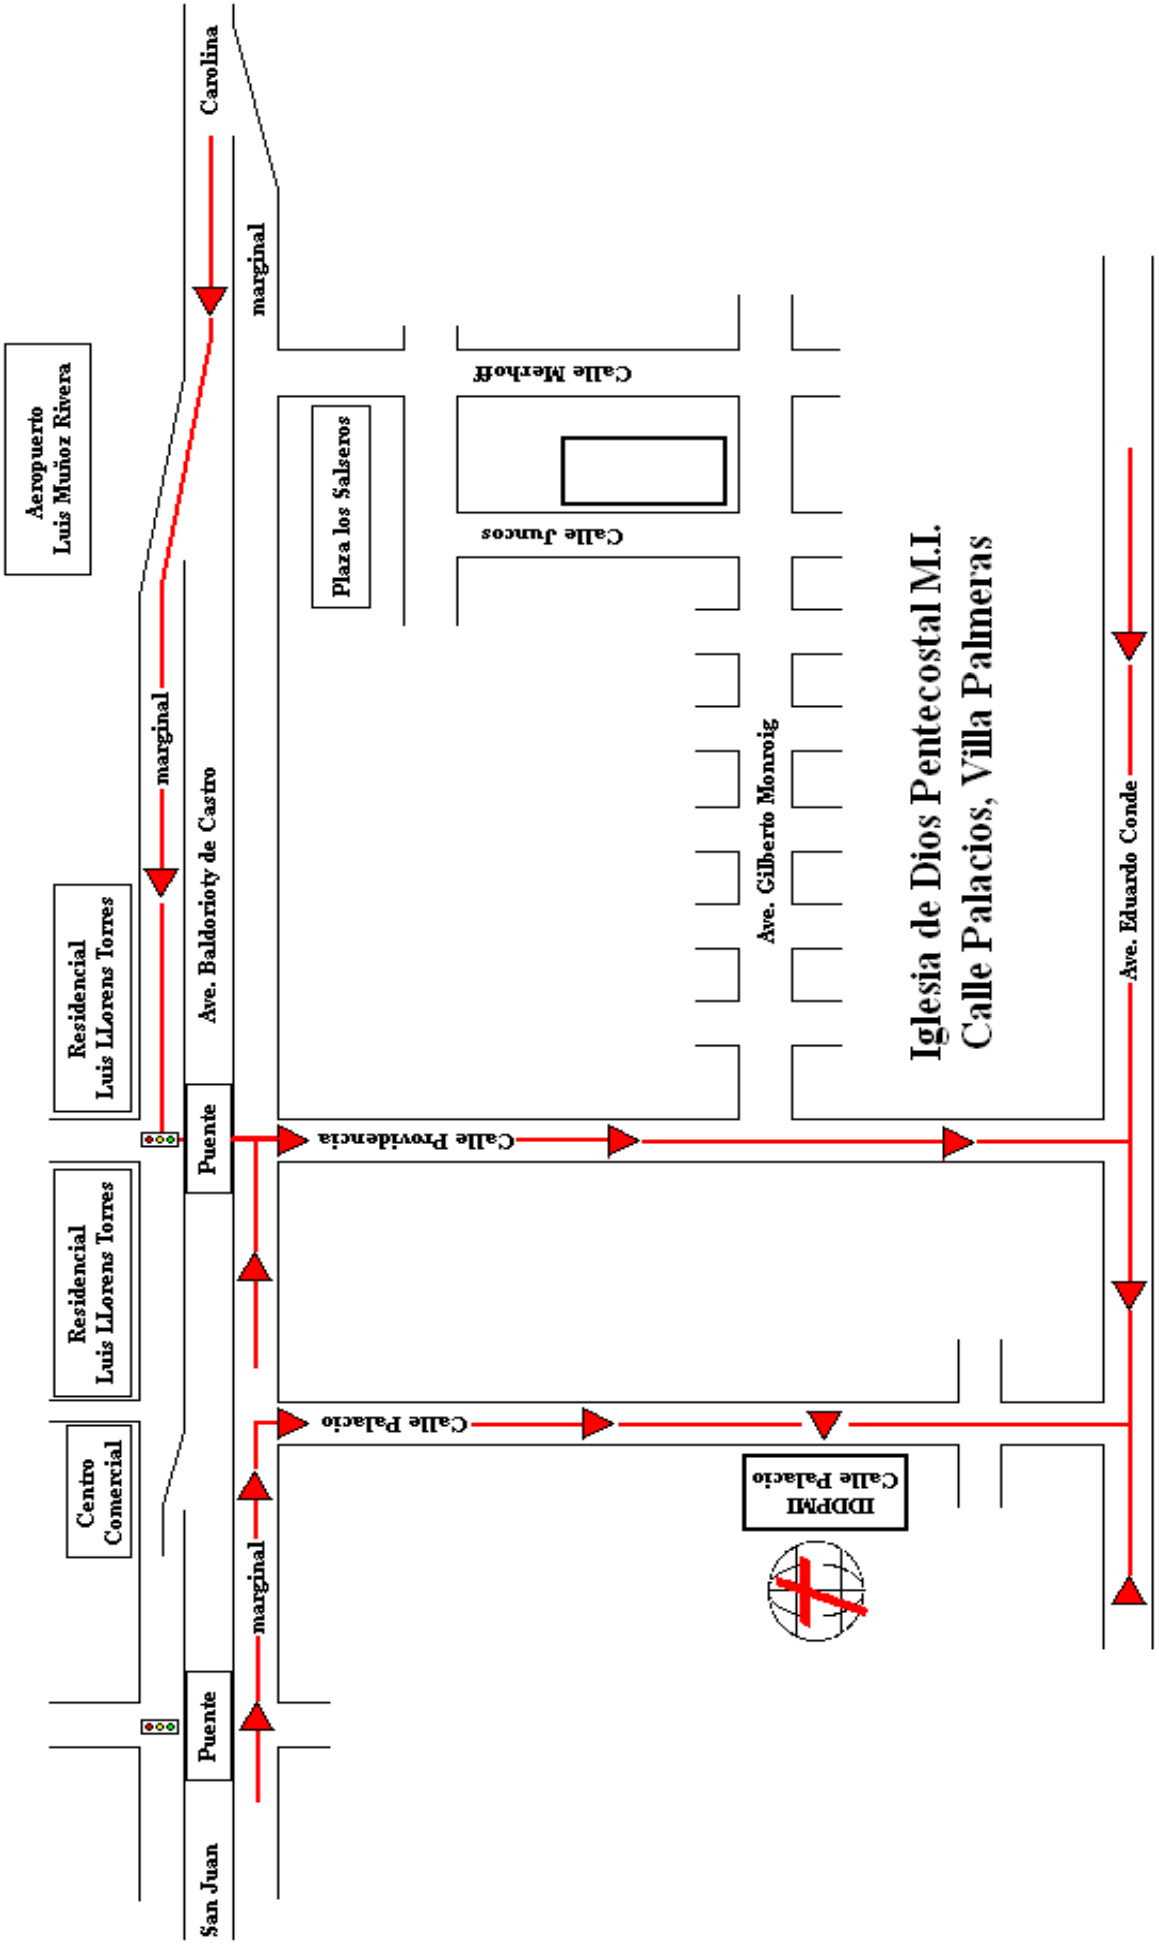 Aeropuerto
Luis Muñoz Rivera
Residencial
Luis LLorens Torres
Residencial
Luis LLorens Torres
Centro
Comercial
marginal
Carolina
Ave. Baldorioty de Castro
Puente
Puente
San Juan
marginal
marginal
Plaza los Salseros
Calle Merhoff
Calle Juncos
Calle Providencia
Calle Palacio
Ave. Gilberto Monroig
IDDPMI
Calle Palacio
Iglesia de Dios Pentecostal M.I.
Calle Palacios, Villa Palmeras
Ave. Eduardo Conde